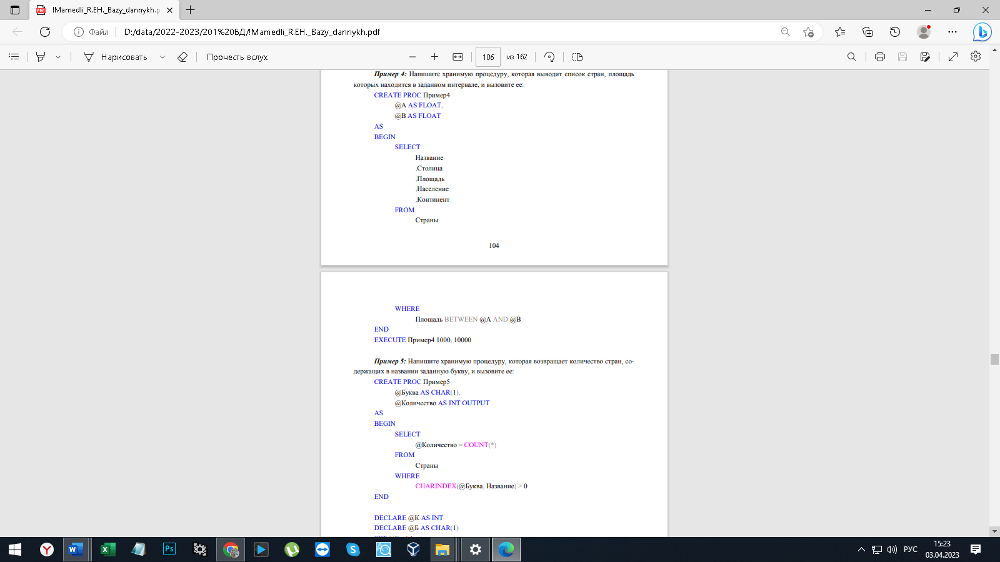 !Mamedli_R.EH._Bazy_dannykh.p
Файл
D:/data/2022-2023/201%20БД/!Mamedli_R.EH._Bazy_dannykh.pdf
Нарисовать
Прочесть вслух
106 из 162
Пример 4: Напишите хранимую процедуру, которая выводит список стран, площадь
которых находится в заданном интервале, и вызовите ее:
CREATE PROC Пример4
@A AS FLOAT,
@B AS FLOAT
AS
BEGIN
SELECT
Название
,Столица
,Площадь
,Население
,Континент
FROM
Страны
104
WHERE
Площадь BETWEEN @A AND @B
END
EXECUTE Пример4 1000, 10000
Пример 5: Напишите хранимую процедуру, которая возвращает количество стран, со-
держащих в названии заданную букву, и вызовите ее:
CREATE PROC Пример5
@Буква AS CHAR(1),
@Количество AS INT OUTPUT
AS
BEGIN
SELECT
@Количество = COUNT(*)
FROM
Страны
WHERE
CHARINDEX(@Буква, Название) > 0
END
DECLARE @К AS INT
DECLARE @Б AS CHAR(1)
РУС
15:23
03.04.2023